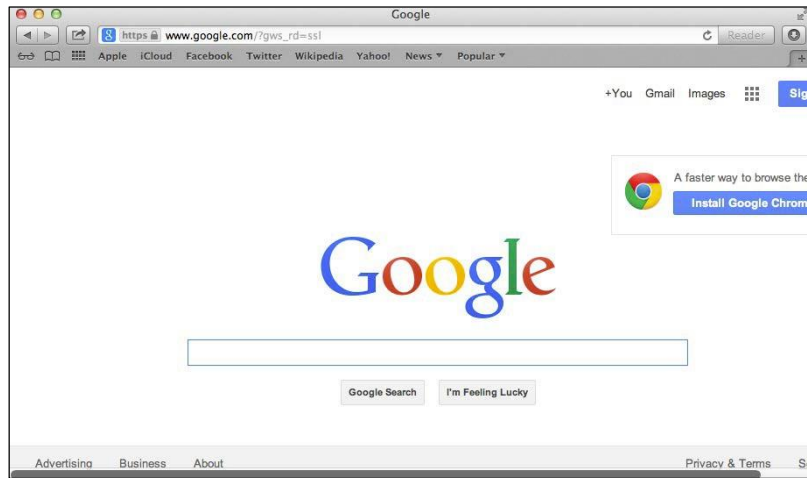 Google
https www.google.com/?gws_rd=ssl Reader
Apple iCloud Facebook Twitter Wikipedia Yahoo! News Popular
+You Gmail Images Sig
A faster way to browse the
Install Google Chrom
Google
Google Search I'm Feeling Lucky
Advertising Business About Privacy & Terms S